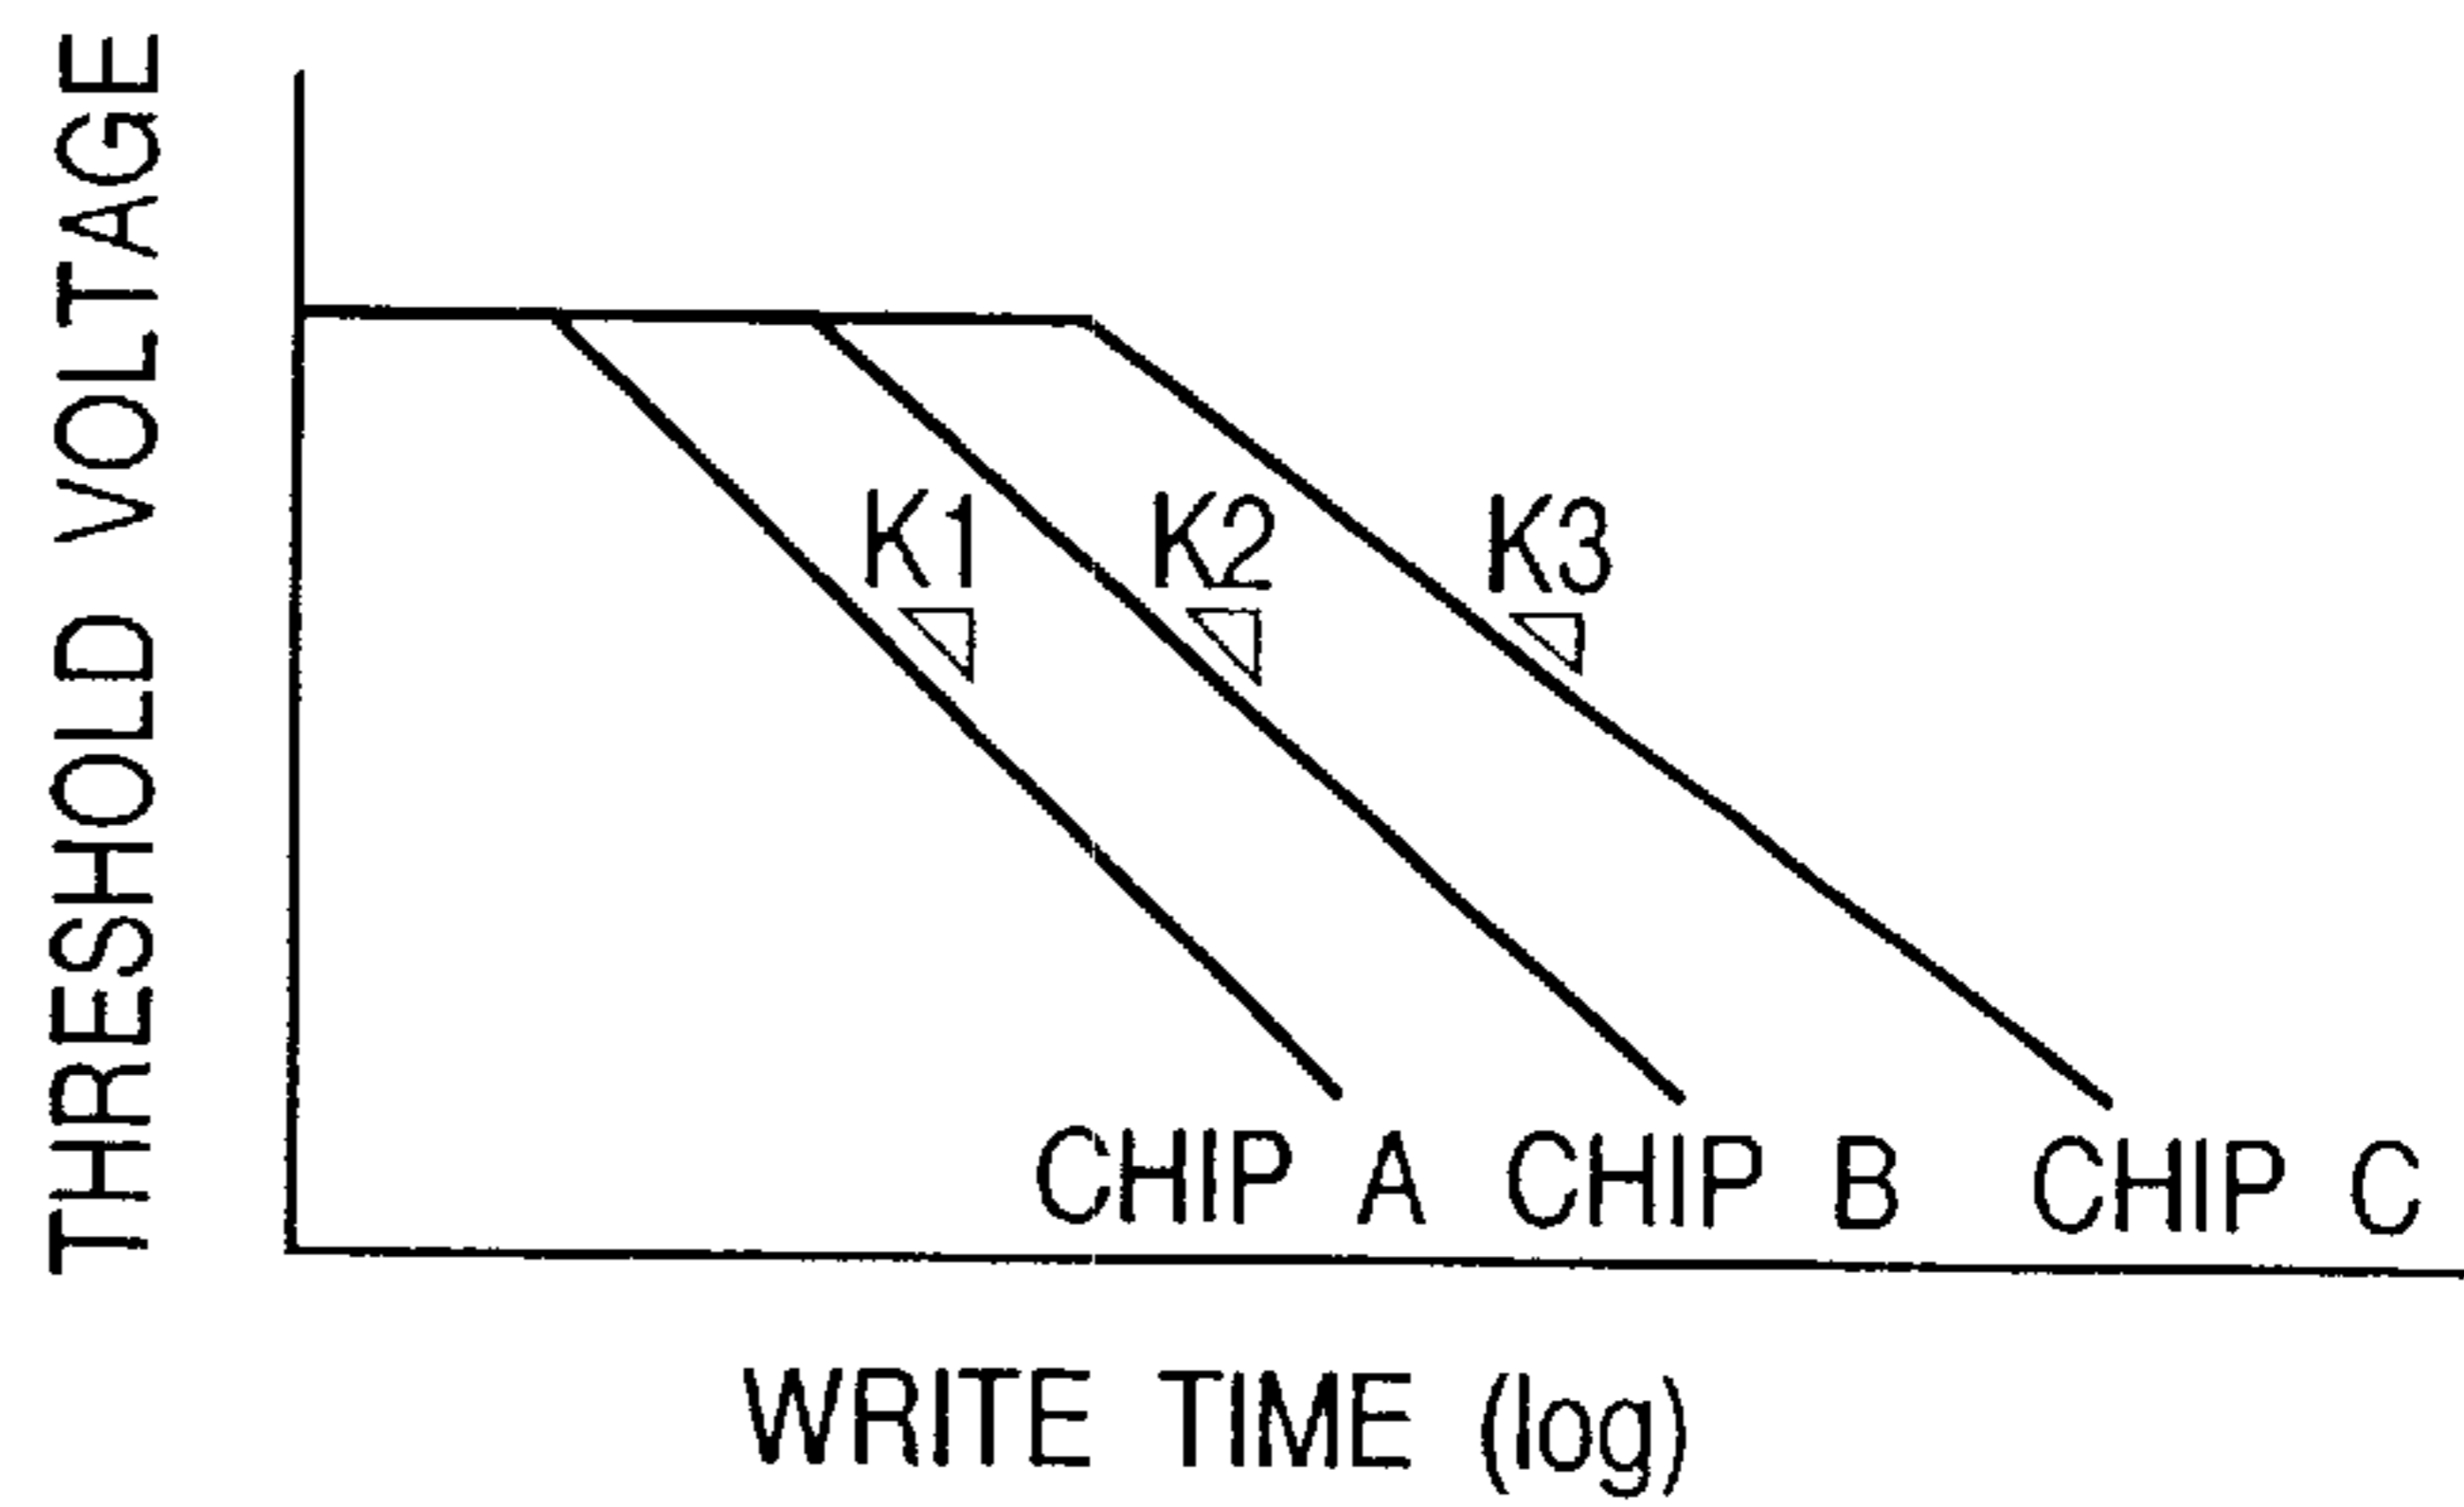 THRESHOLD VOLTAGE
K1 K2 K3
CHIP A CHIP B CHIP C
WRITE TIME (log)